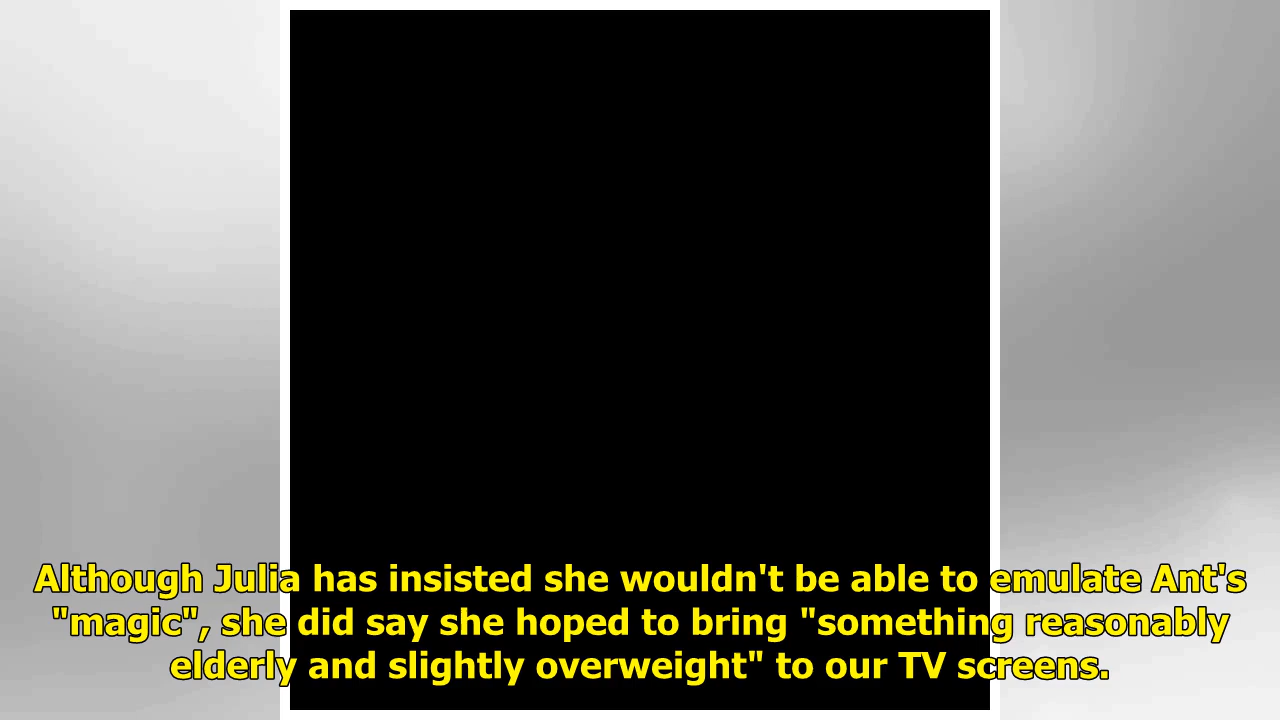 Although Julia has insisted she wouldn't be able to emulate Ant's
"magic", she did say she hoped to bring "something reasonably
elderly and slightly overweight" to our TV screens.